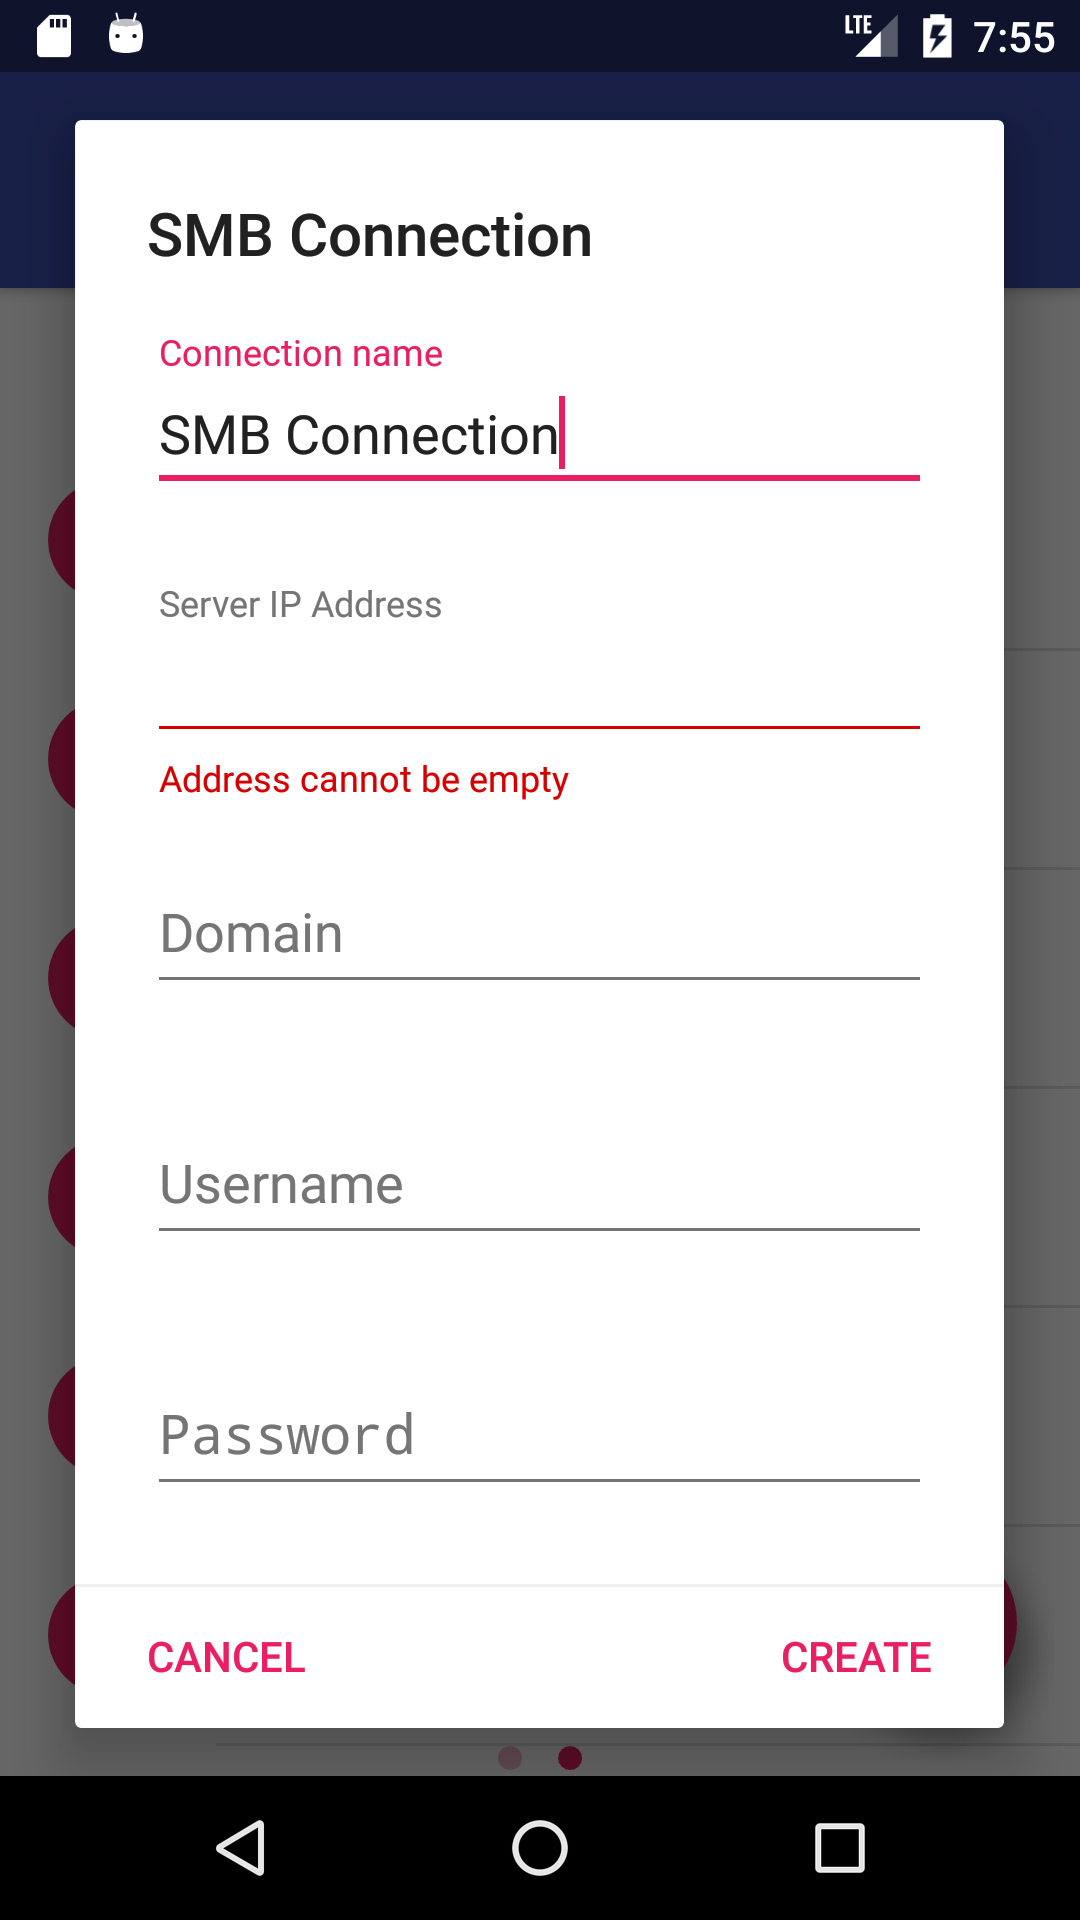 LTE 7:55
SMB Connection
Connection name
SMB Connection
Server IP Address
Address cannot be empty
Domain
Username
Password
CANCEL CREATE